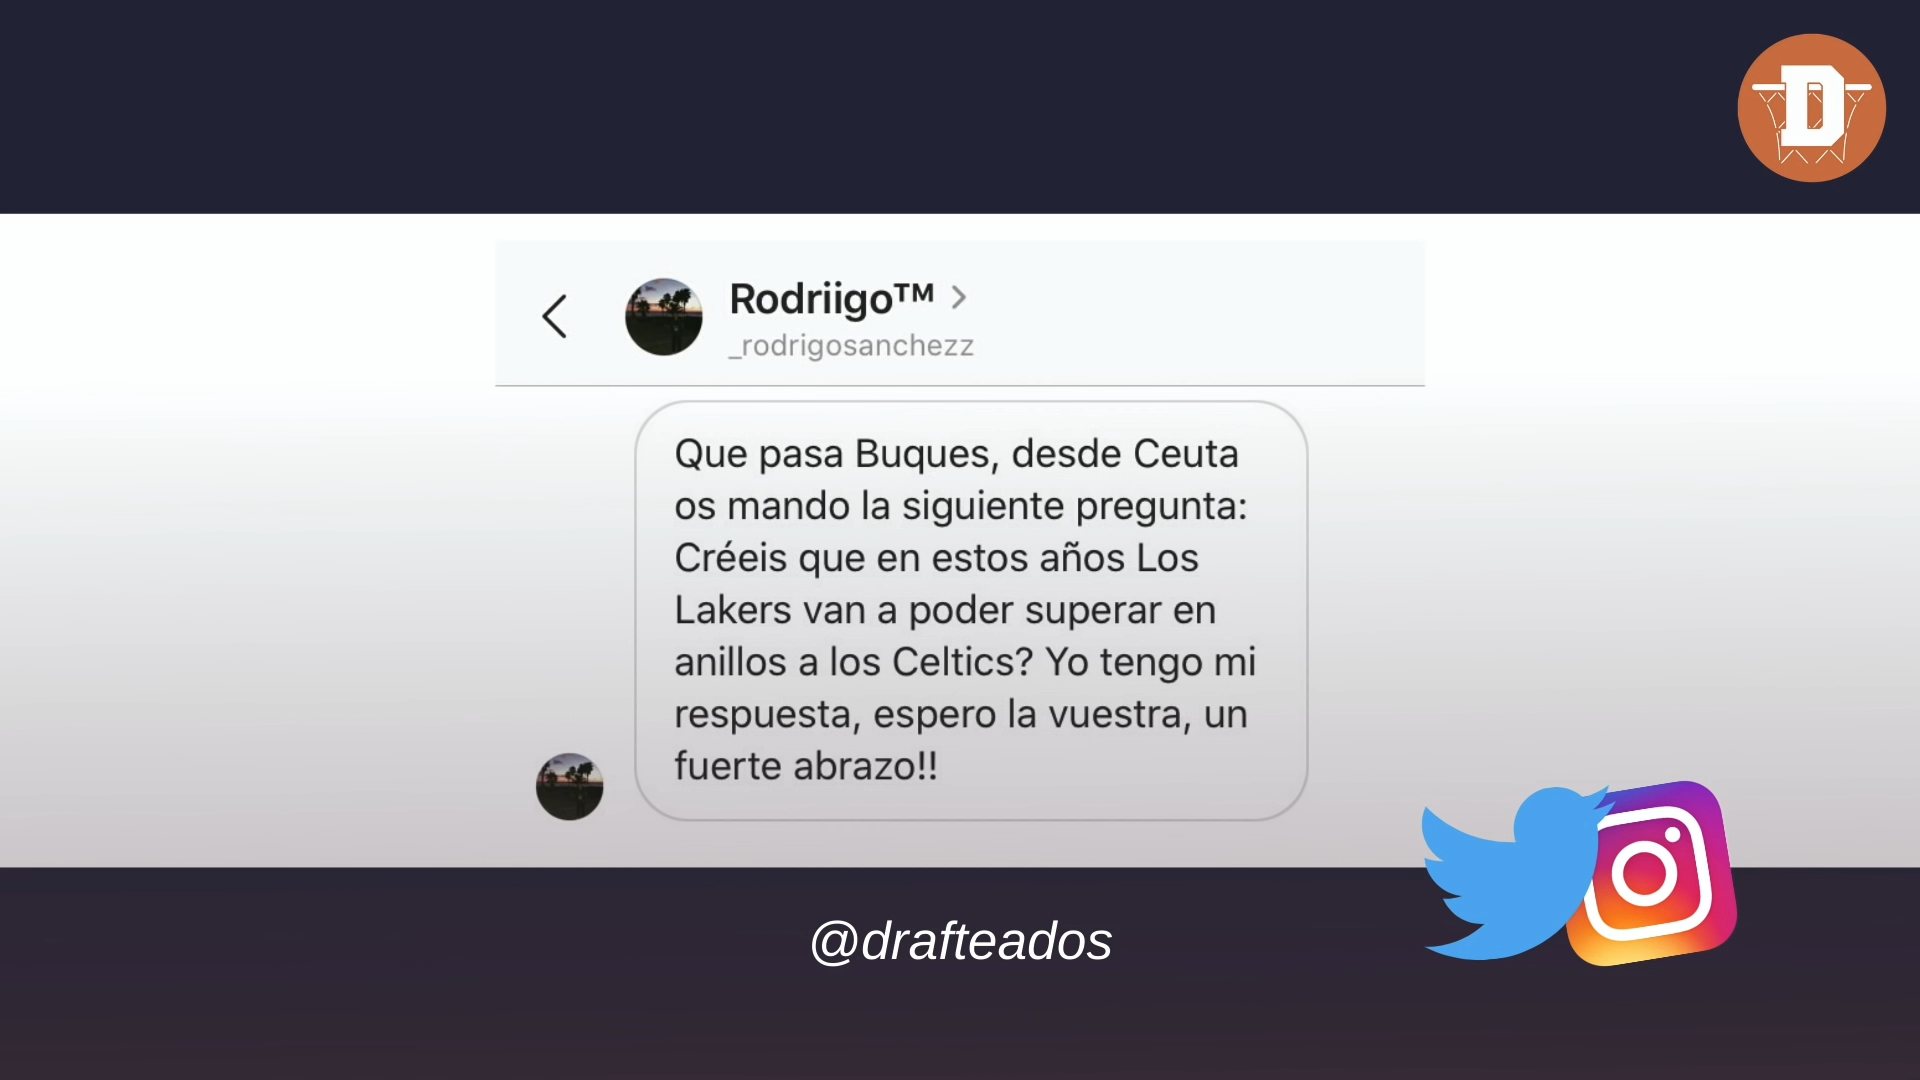 D
Rodriigo™
_rodrigosanchezz
Que pasa Buques, desde Ceuta
os mando la siguiente pregunta:
Créeis que en estos años Los
Lakers van a poder superar en
anillos a los Celtics? Yo tengo mi
respuesta, espero la vuestra, un
fuerte abrazo!!
@drafteados